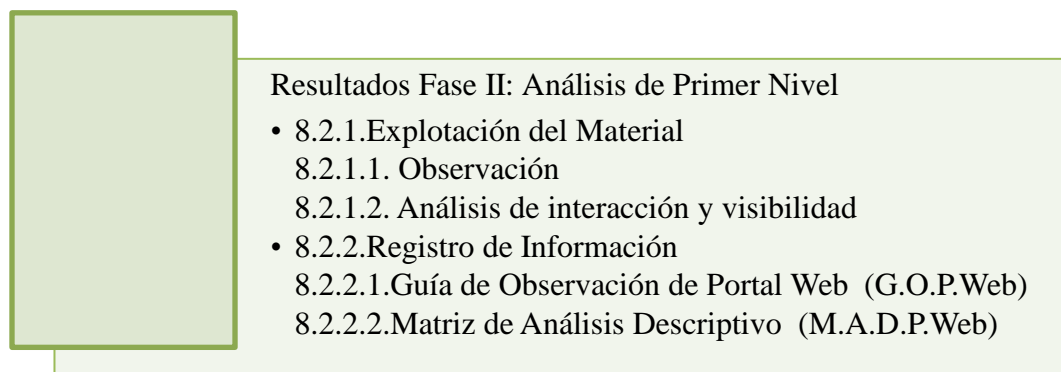 Resultados Fase II: Análisis de Primer Nivel
• 8.2.1.Explotación del Material
8.2.1.1. Observación
8.2.1.2. Análisis de interacción y visibilidad
• 8.2.2.Registro de Información
8.2.2.1.Guía de Observación de Portal Web (G.O.P.Web)
8.2.2.2.Matriz de Análisis Descriptivo (M.A.D.P.Web)